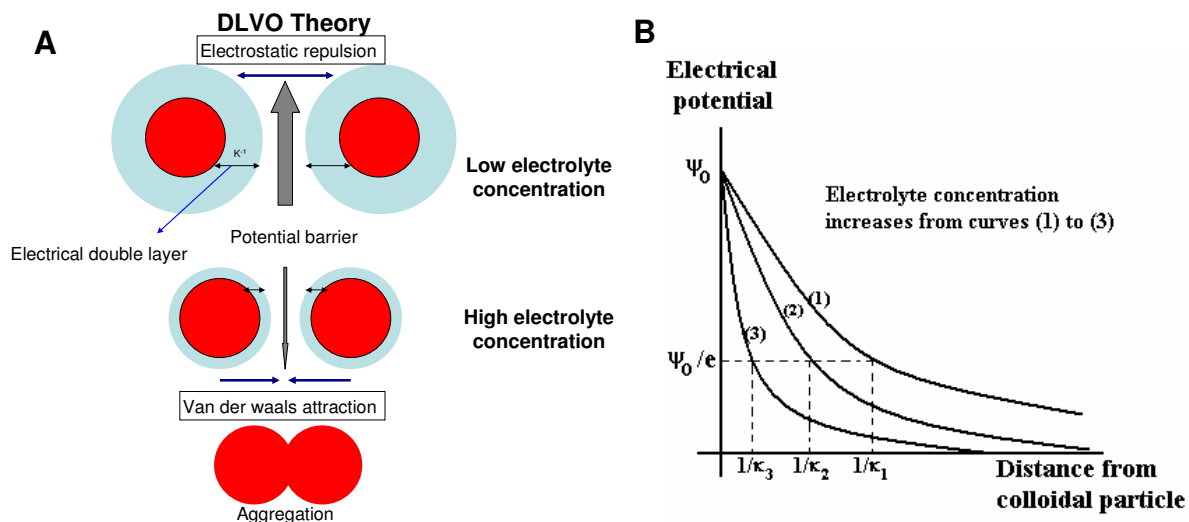 A
DLVO Theory
Electrostatic repulsion
K⁻¹
Low electrolyte
concentration
Electrical double layer
Potential barrier
High electrolyte
concentration
Van der waals attraction
Aggregation
B
Electrical
potential
Ψ₀
Electrolyte concentration
increases from curves (1) to (3)
(1)
(2)
(3)
Ψ₀/e
1/κ₃ 1/κ₂ 1/κ₁
Distance from
colloidal particle